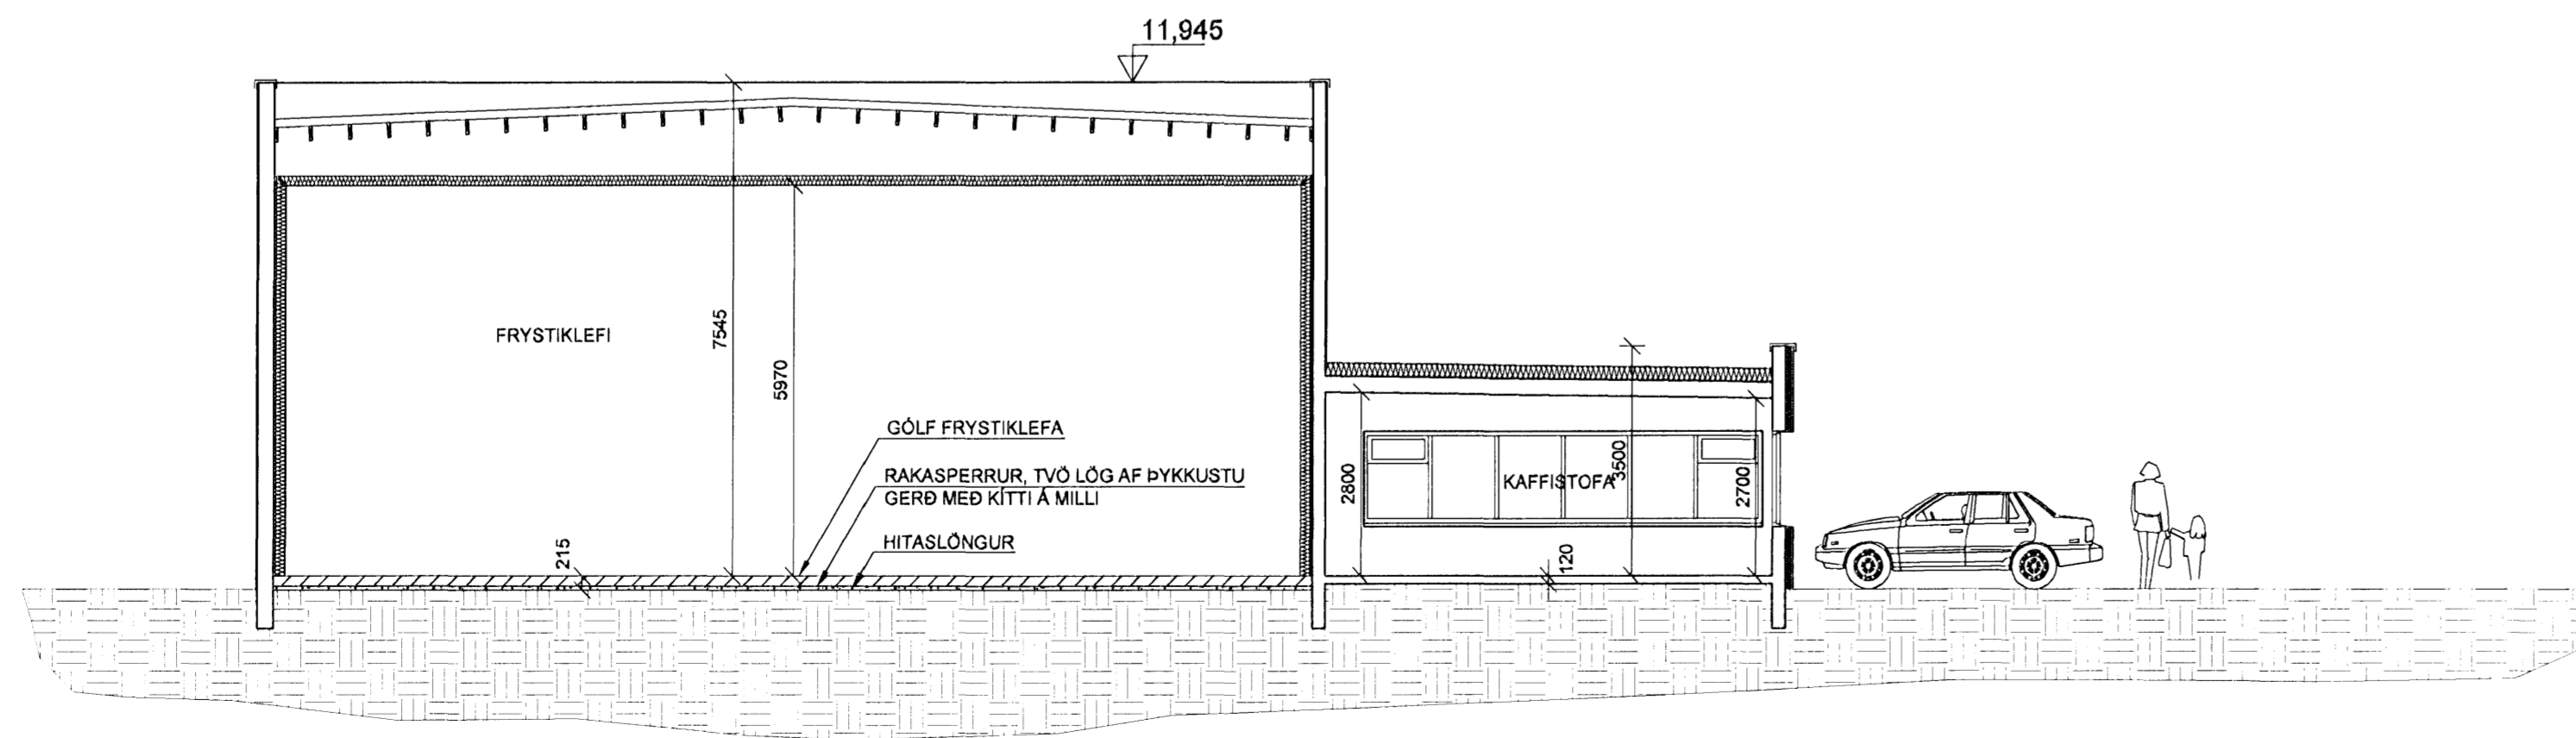 11,945
FRYSTIKLEFI
7545
5970
GÓLF FRYSTIKLEFA
RAKASPERRUR, TVÖ LÖG AF ÞYKKUSTU
GERÐ MEÐ KÍTTI Á MILLI
HITASLÖNGUR
215
2800
KAFFISTOFA
3500
2700
120